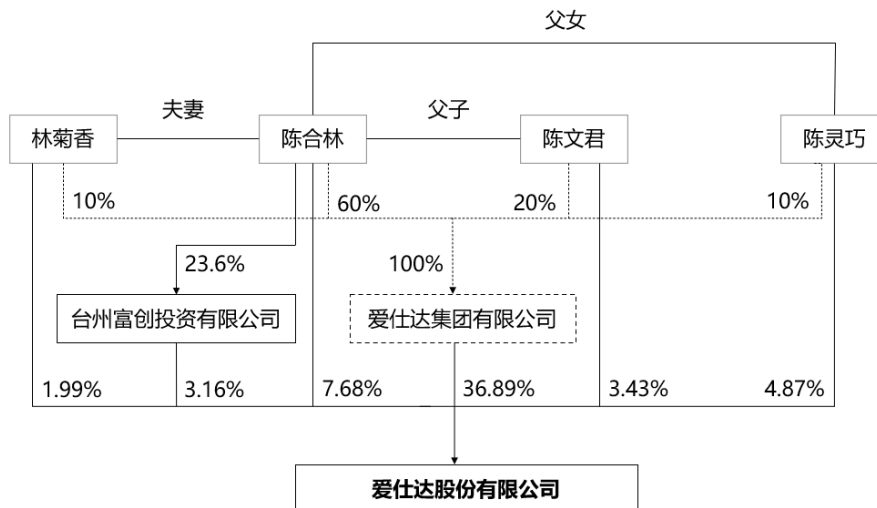 父女
夫妻
父子
林菊香
陈合林
陈文君
陈灵巧
10%
60%
20%
10%
23.6%
100%
台州富创投资有限公司
爱仕达集团有限公司
1.99%
3.16%
7.68%
36.89%
3.43%
4.87%
爱仕达股份有限公司